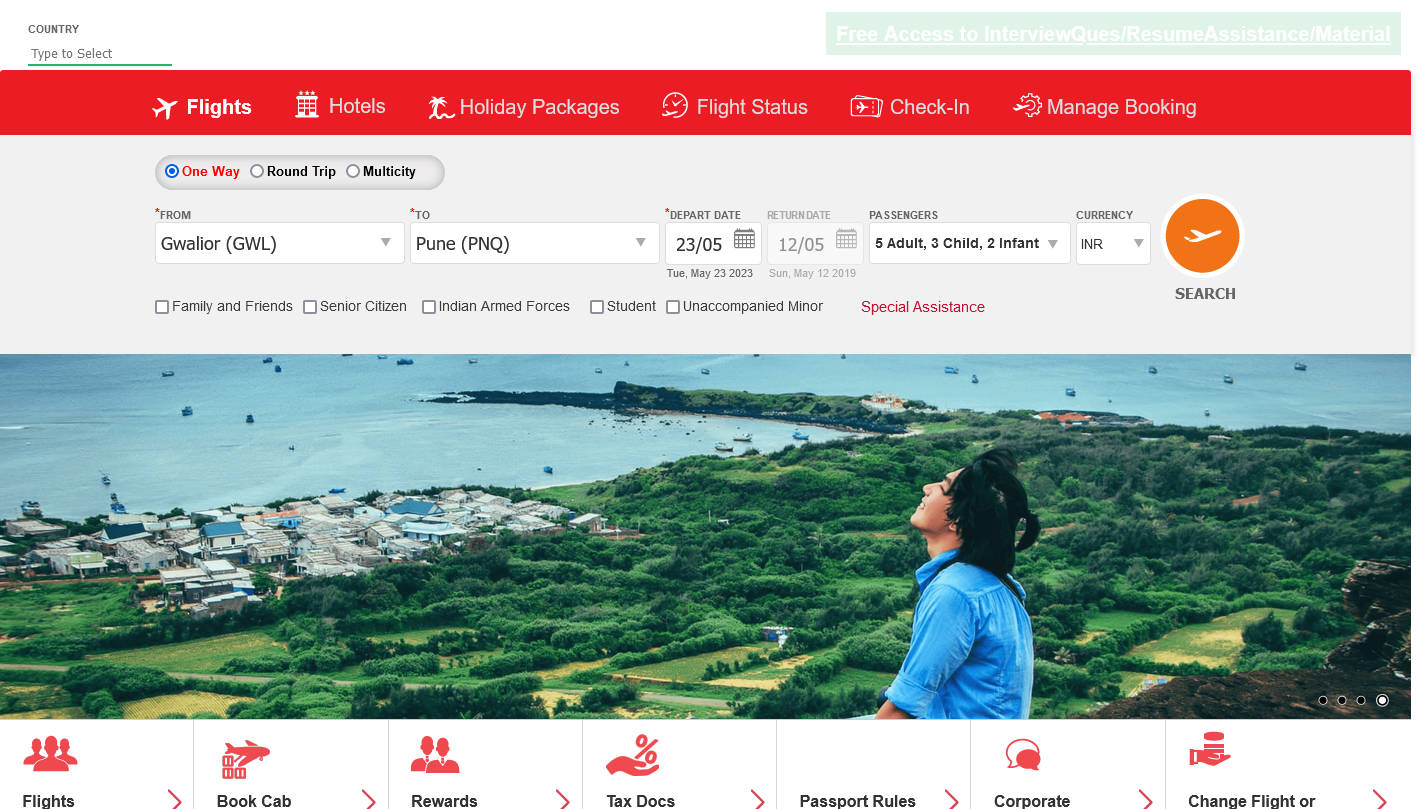 COUNTRY
Type to Select
Free Access to InterviewQues/ResumeAssistance/Material
Flights
Hotels
Holiday Packages
Flight Status
Check-In
Manage Booking
One Way
Round Trip
Multicity
*FROM
*TO
*DEPART DATE
RETURN DATE
PASSENGERS
CURRENCY
Gwalior (GWL)
Pune (PNQ)
23/05
12/05
5 Adult, 3 Child, 2 Infant
INR
Tue, May 23 2023
Sun, May 12 2019
SEARCH
Family and Friends
Senior Citizen
Indian Armed Forces
Student
Unaccompanied Minor
Special Assistance
Flights
Book Cab
Rewards
Tax Docs
Passport Rules
Corporate
Change Flight or